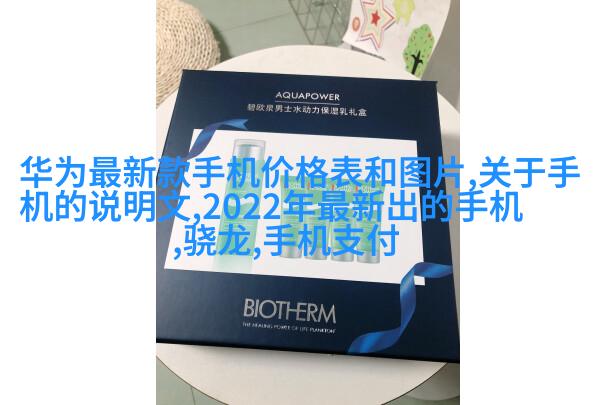 AQUAPOWER
碧欧泉男士水动力保湿乳礼盒
华为最新款手机价格表和图片,关于手
机的说明文,2022年最新出的手机
,骁龙,手机支付
BIOTHERM
THE HEALING POWER OF LIFE PLANKTON